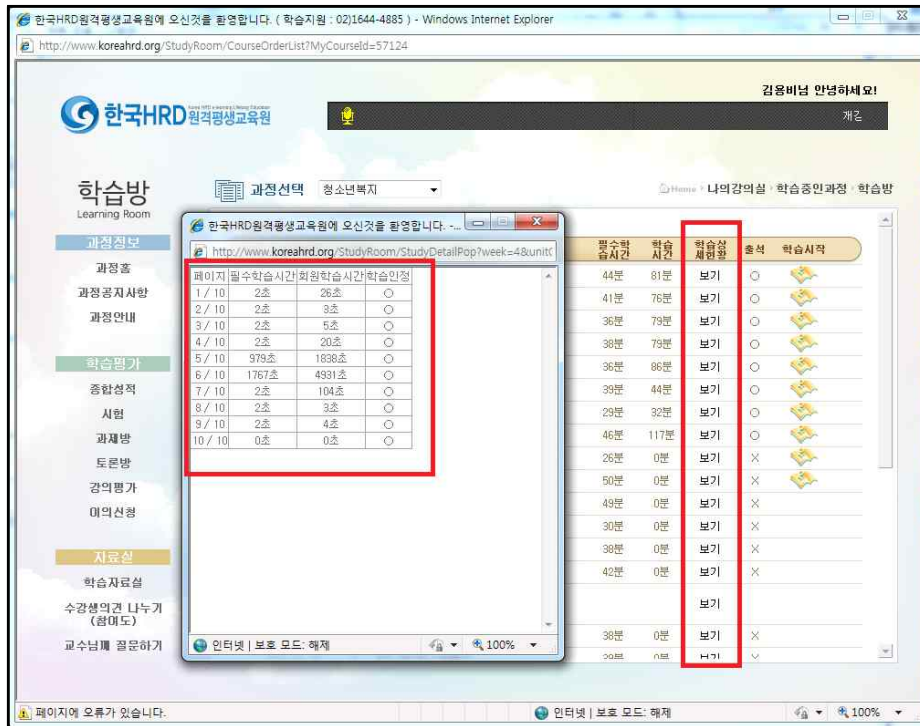 한국HRD원격평생교육원에 오신것을 환영합니다. ( 학습지원 : 02)1644-4885 ) - Windows Internet Explorer
http://www.koreahrd.org/StudyRoom/CourseOrderList?MyCourseId=57124
김용비님 안녕하세요!
한국HRD원격평생교육원
학습방
Learning Room
과정선택 청소년복지
Home > 나의강의실 > 학습중인과정 > 학습방
과정정보
과정홈
과정공지사항
과정안내
학습평가
종합성적
시험
과제방
토론방
강의평가
이의신청
자료실
학습자료실
수강생의견 나누기
(참여도)
교수님께 질문하기
한국HRD원격평생교육원에 오신것을 환영합니다. -...
http://www.koreahrd.org/StudyRoom/StudyDetailPop?week=4&unit
페이지 필수학습시간 회원학습시간 학습인정
1 / 10 2초 26초 ○
2 / 10 2초 3초 ○
3 / 10 2초 5초 ○
4 / 10 2초 20초 ○
5 / 10 979초 1838초 ○
6 / 10 1767초 4931초 ○
7 / 10 2초 104초 ○
8 / 10 2초 3초 ○
9 / 10 2초 4초 ○
10 / 10 0초 0초 ○
인터넷 | 보호 모드: 해제 100%
필수학습시간 학습시간 학습상세현황 출석 학습시작
44분 81분 보기 ○
41분 76분 보기 ○
36분 79분 보기 ○
38분 79분 보기 ○
36분 86분 보기 ○
39분 44분 보기 ○
29분 32분 보기 ○
46분 117분 보기 ○
26분 0분 보기 X
50분 0분 보기 X
49분 0분 보기 X
30분 0분 보기 X
38분 0분 보기 X
42분 0분 보기 X
보기
38분 0분 보기 X
페이지에 오류가 있습니다.
인터넷 | 보호 모드: 해제 100%